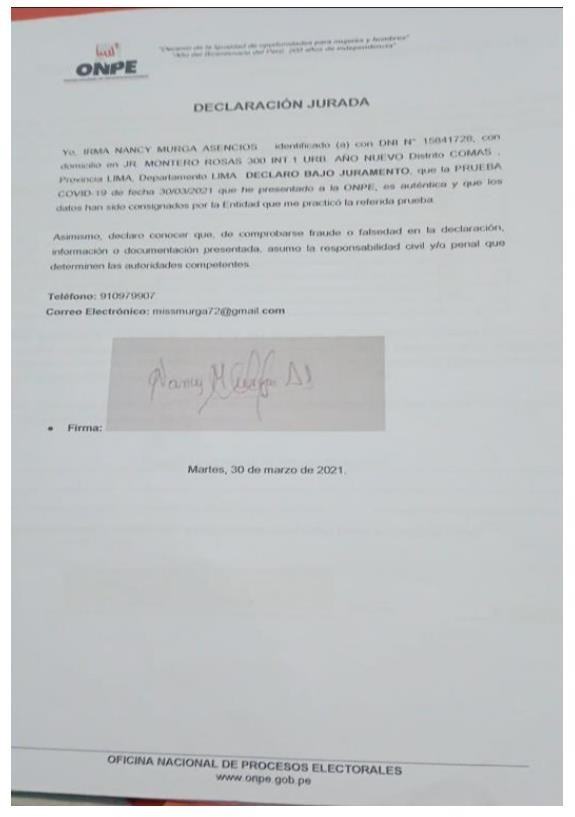 ONPE
"Decenio de la Igualdad de oportunidades para mujeres y hombres"
"Año del Bicentenario del Perú: 200 años de independencia"
DECLARACIÓN JURADA
Yo, IRMA NANCY MURGA ASENCIOS identificado (a) con DNI N° 15841728, con
domicilio en JR. MONTERO ROSAS 300 INT 1 URB AÑO NUEVO Distrito COMAS ,
Provincia LIMA, Departamento LIMA DECLARO BAJO JURAMENTO, que la PRUEBA
COVID-19 de fecha 30/03/2021 que he presentado a la ONPE, es auténtica y que los
datos han sido consignados por la Entidad que me practicó la referida prueba.
Asimismo, declaro conocer que, de comprobarse fraude o falsedad en la declaración,
información o documentación presentada, asumo la responsabilidad civil y/o penal que
determinen las autoridades competentes.
Teléfono: 910979907
Correo Electrónico: missmurga72@gmail.com
Nancy Murga As
• Firma:
Martes, 30 de marzo de 2021.
OFICINA NACIONAL DE PROCESOS ELECTORALES
www.onpe.gob.pe